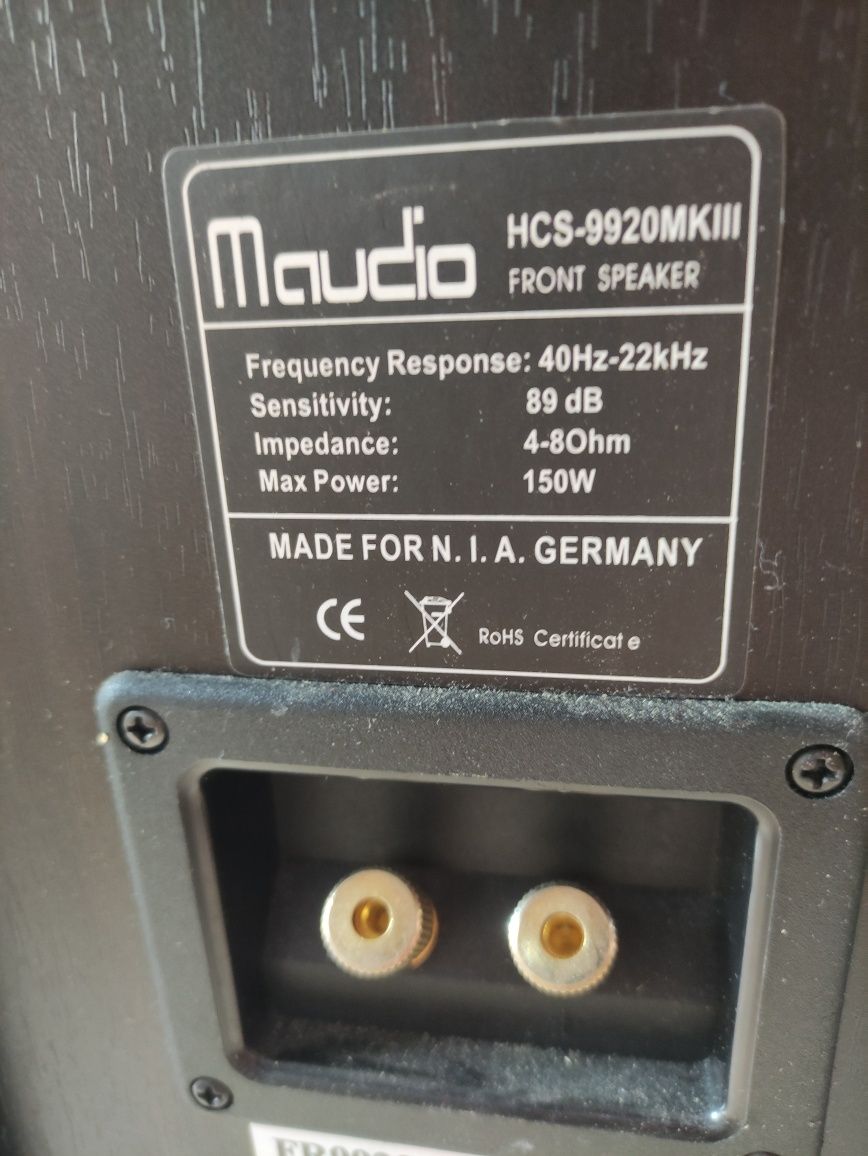 maudio HCS-9920MKIII
FRONT SPEAKER
Frequency Response: 40Hz-22kHz
Sensitivity: 89 dB
Impedance: 4-8Ohm
Max Power: 150W
MADE FOR N. I. A. GERMANY
CE RoHS Certificate